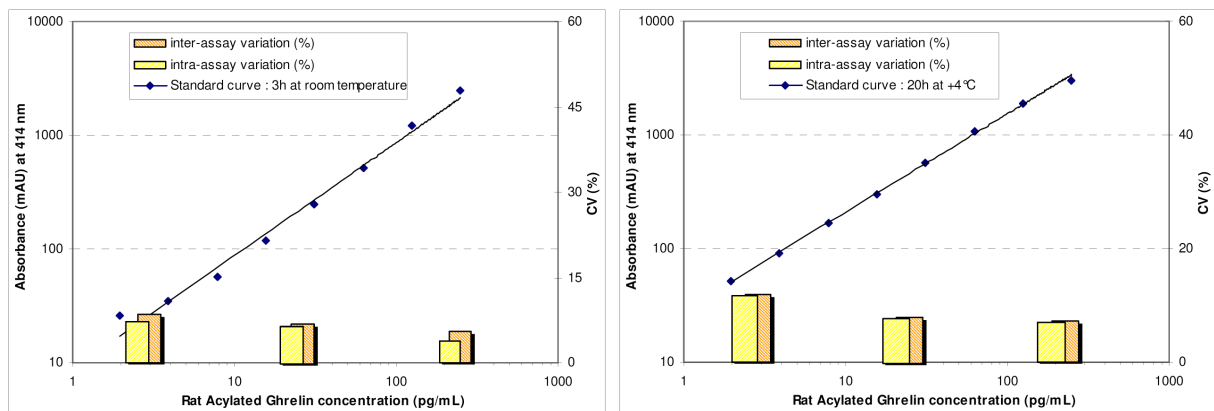 10000
1000
100
10
Absorbance (mAU) at 414 nm
inter-assay variation (%)
intra-assay variation (%)
Standard curve : 3h at room temperature
60
45
30
15
0
CV (%)
1 10 100 1000
Rat Acylated Ghrelin concentration (pg/mL)
10000
1000
100
10
Absorbance (mAU) at 414 nm
inter-assay variation (%)
intra-assay variation (%)
Standard curve : 20h at +4°C
60
40
20
0
CV (%)
1 10 100 1000
Rat Acylated Ghrelin concentration (pg/mL)